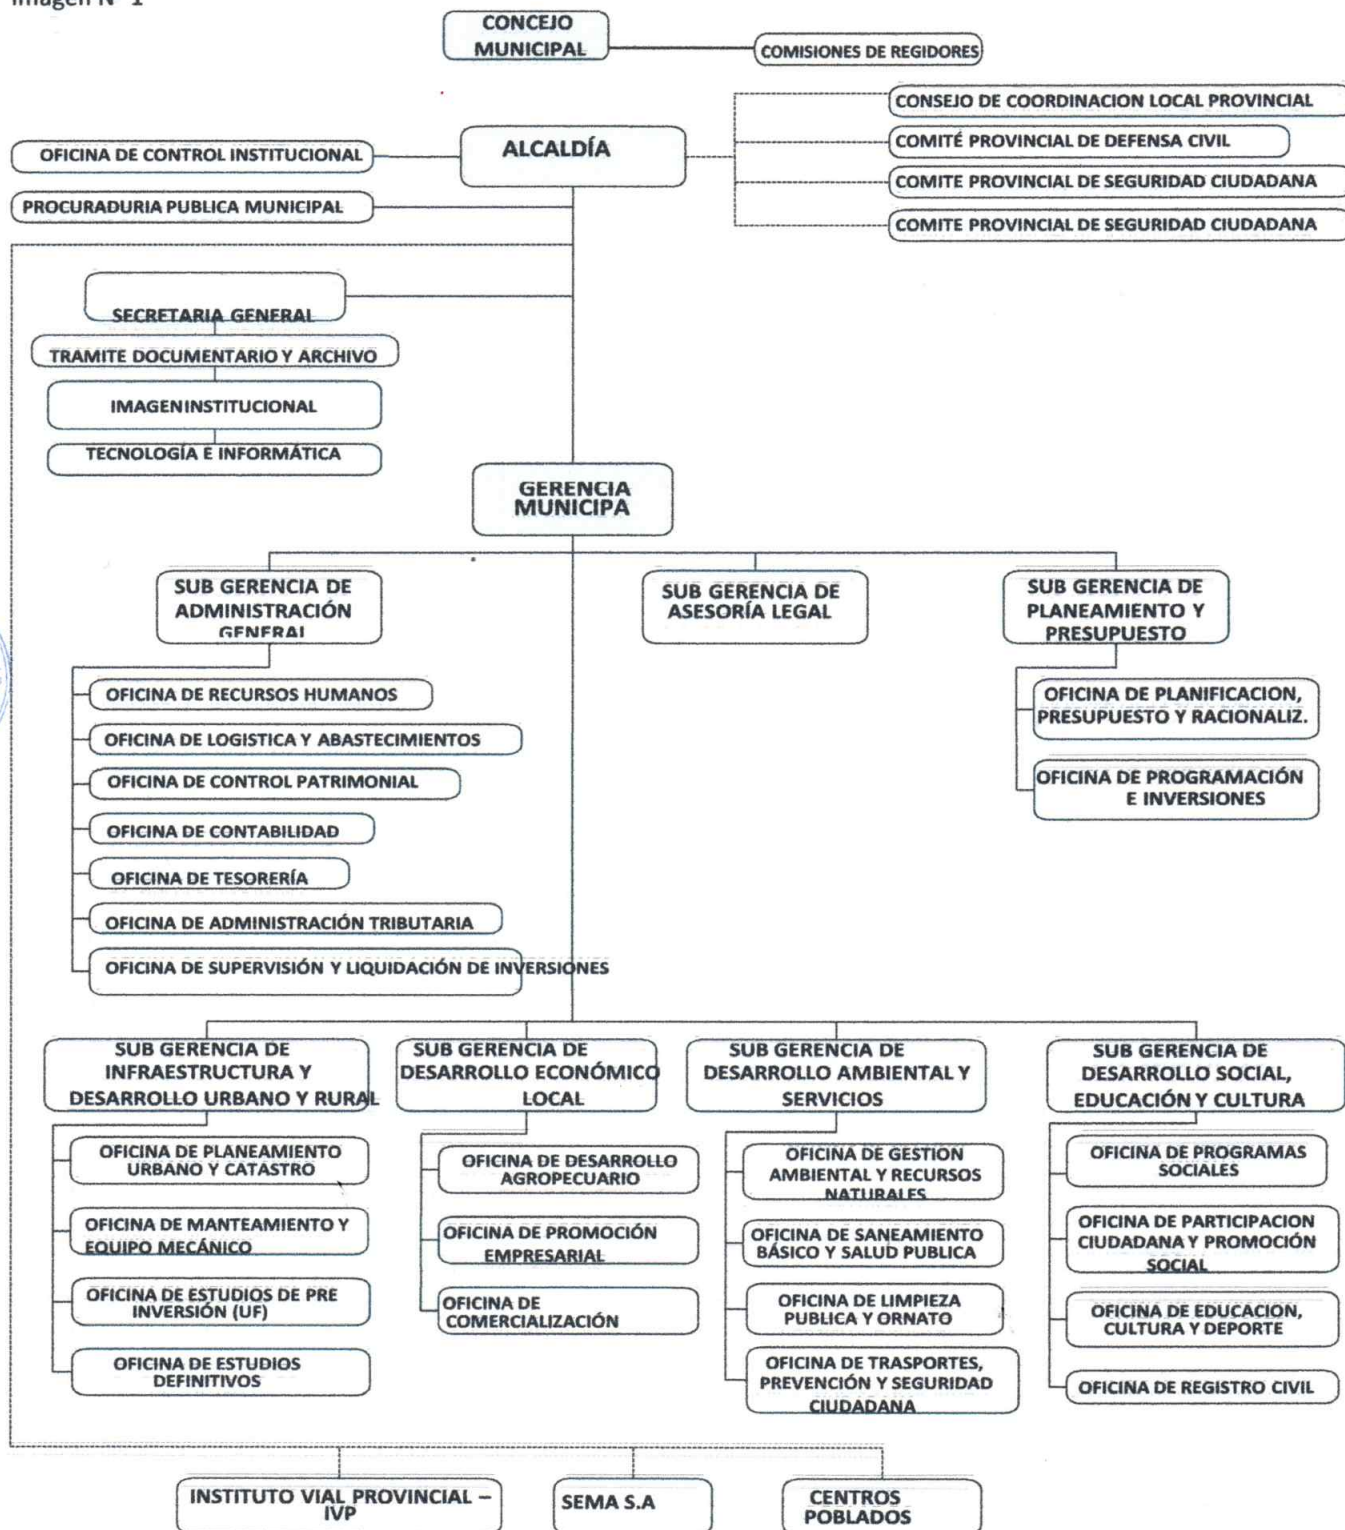 Imagen N° 1
CONCEJO
MUNICIPAL
COMISIONES DE REGIDORES
CONSEJO DE COORDINACION LOCAL PROVINCIAL
ALCALDÍA
COMITÉ PROVINCIAL DE DEFENSA CIVIL
OFICINA DE CONTROL INSTITUCIONAL
COMITE PROVINCIAL DE SEGURIDAD CIUDADANA
PROCURADURIA PUBLICA MUNICIPAL
COMITE PROVINCIAL DE SEGURIDAD CIUDADANA
SECRETARIA GENERAL
TRAMITE DOCUMENTARIO Y ARCHIVO
IMAGEN INSTITUCIONAL
TECNOLOGÍA E INFORMÁTICA
GERENCIA
MUNICIPA
SUB GERENCIA DE
ADMINISTRACIÓN
GENERAL
SUB GERENCIA DE
ASESORÍA LEGAL
SUB GERENCIA DE
PLANEAMIENTO Y
PRESUPUESTO
OFICINA DE RECURSOS HUMANOS
OFICINA DE LOGISTICA Y ABASTECIMIENTOS
OFICINA DE CONTROL PATRIMONIAL
OFICINA DE CONTABILIDAD
OFICINA DE TESORERÍA
OFICINA DE ADMINISTRACIÓN TRIBUTARIA
OFICINA DE SUPERVISIÓN Y LIQUIDACIÓN DE INVERSIONES
OFICINA DE PLANIFICACION,
PRESUPUESTO Y RACIONALIZ.
OFICINA DE PROGRAMACIÓN
E INVERSIONES
SUB GERENCIA DE
INFRAESTRUCTURA Y
DESARROLLO URBANO Y RURAL
OFICINA DE PLANEAMIENTO
URBANO Y CATASTRO
OFICINA DE MANTEAMIENTO Y
EQUIPO MECÁNICO
OFICINA DE ESTUDIOS DE PRE
INVERSIÓN (UF)
OFICINA DE ESTUDIOS
DEFINITIVOS
SUB GERENCIA DE
DESARROLLO ECONÓMICO
LOCAL
OFICINA DE DESARROLLO
AGROPECUARIO
OFICINA DE PROMOCIÓN
EMPRESARIAL
OFICINA DE
COMERCIALIZACIÓN
SUB GERENCIA DE
DESARROLLO AMBIENTAL Y
SERVICIOS
OFICINA DE GESTION
AMBIENTAL Y RECURSOS
NATURALES
OFICINA DE SANEAMIENTO
BÁSICO Y SALUD PUBLICA
OFICINA DE LIMPIEZA
PUBLICA Y ORNATO
OFICINA DE TRASPORTES,
PREVENCIÓN Y SEGURIDAD
CIUDADANA
SUB GERENCIA DE
DESARROLLO SOCIAL,
EDUCACIÓN Y CULTURA
OFICINA DE PROGRAMAS
SOCIALES
OFICINA DE PARTICIPACION
CIUDADANA Y PROMOCIÓN
SOCIAL
OFICINA DE EDUCACION,
CULTURA Y DEPORTE
OFICINA DE REGISTRO CIVIL
INSTITUTO VIAL PROVINCIAL –
IVP
SEMA S.A
CENTROS
POBLADOS